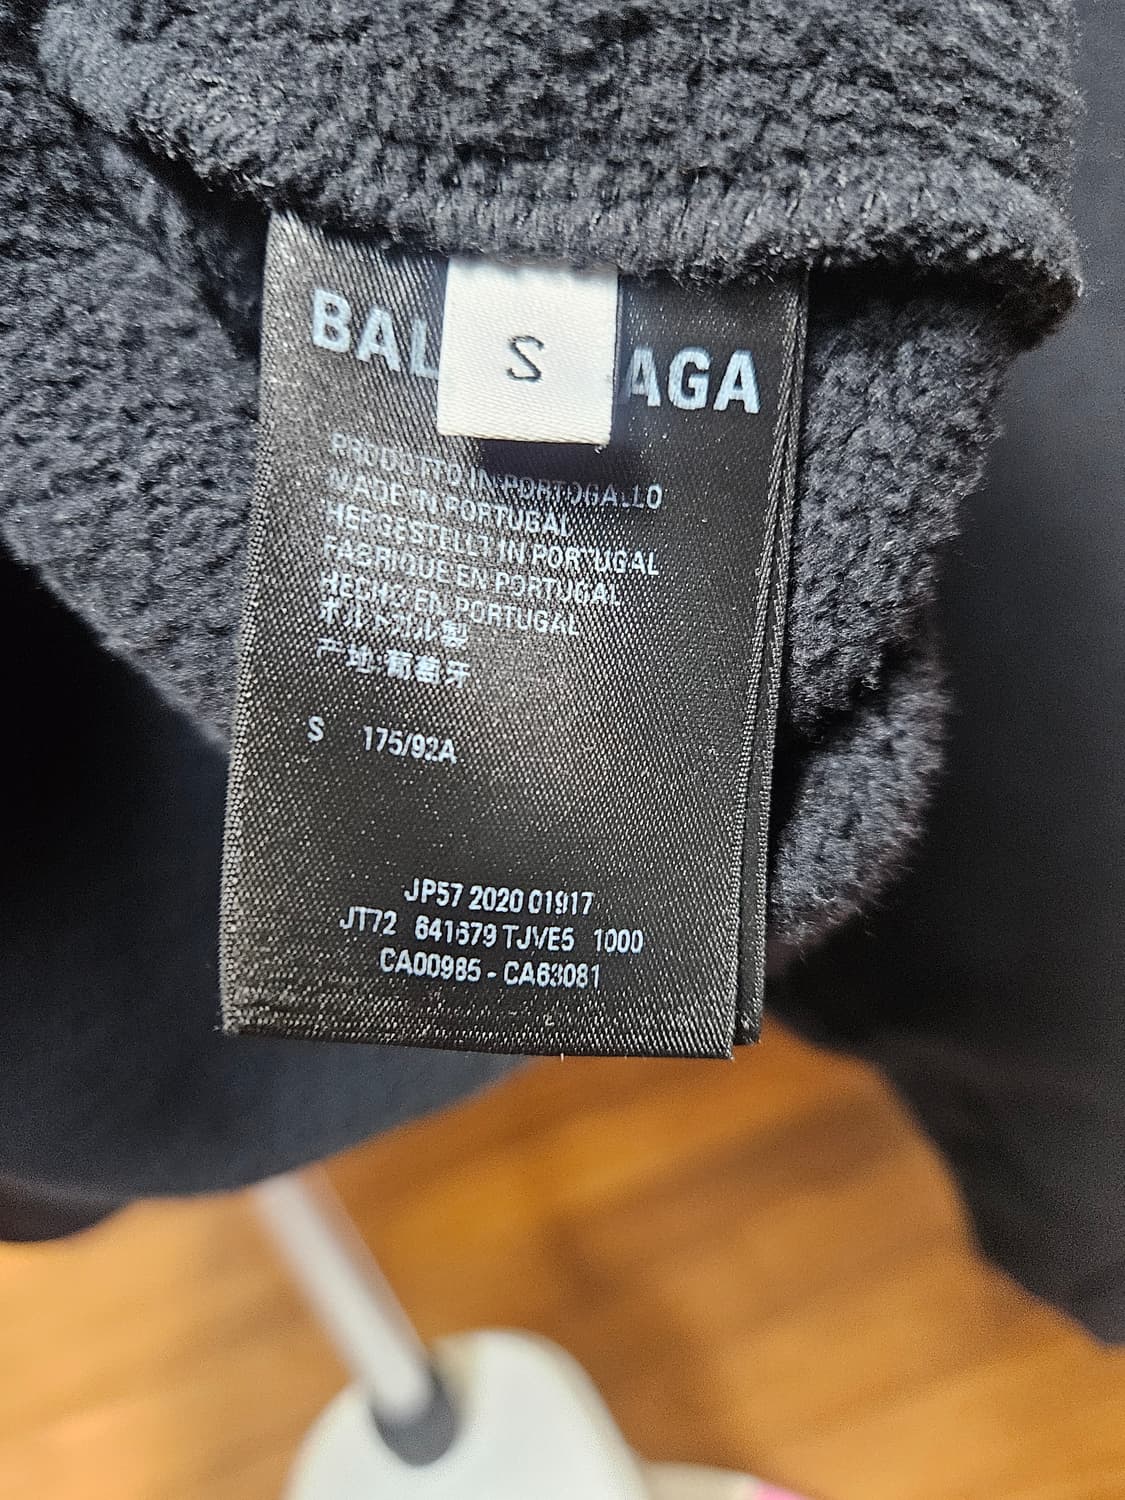 BAL AGA
S
PRODOTTO IN PORTOGALLO
MADE IN PORTUGAL
HERGESTELLT IN PORTUGAL
FABRIQUE EN PORTUGAL
HECHO EN PORTUGAL
ポルトガル製
产地:葡萄牙
S 175/92A
JP57 2020 01917
JT72 641679 TJVE5 1000
CA00985 - CA63081